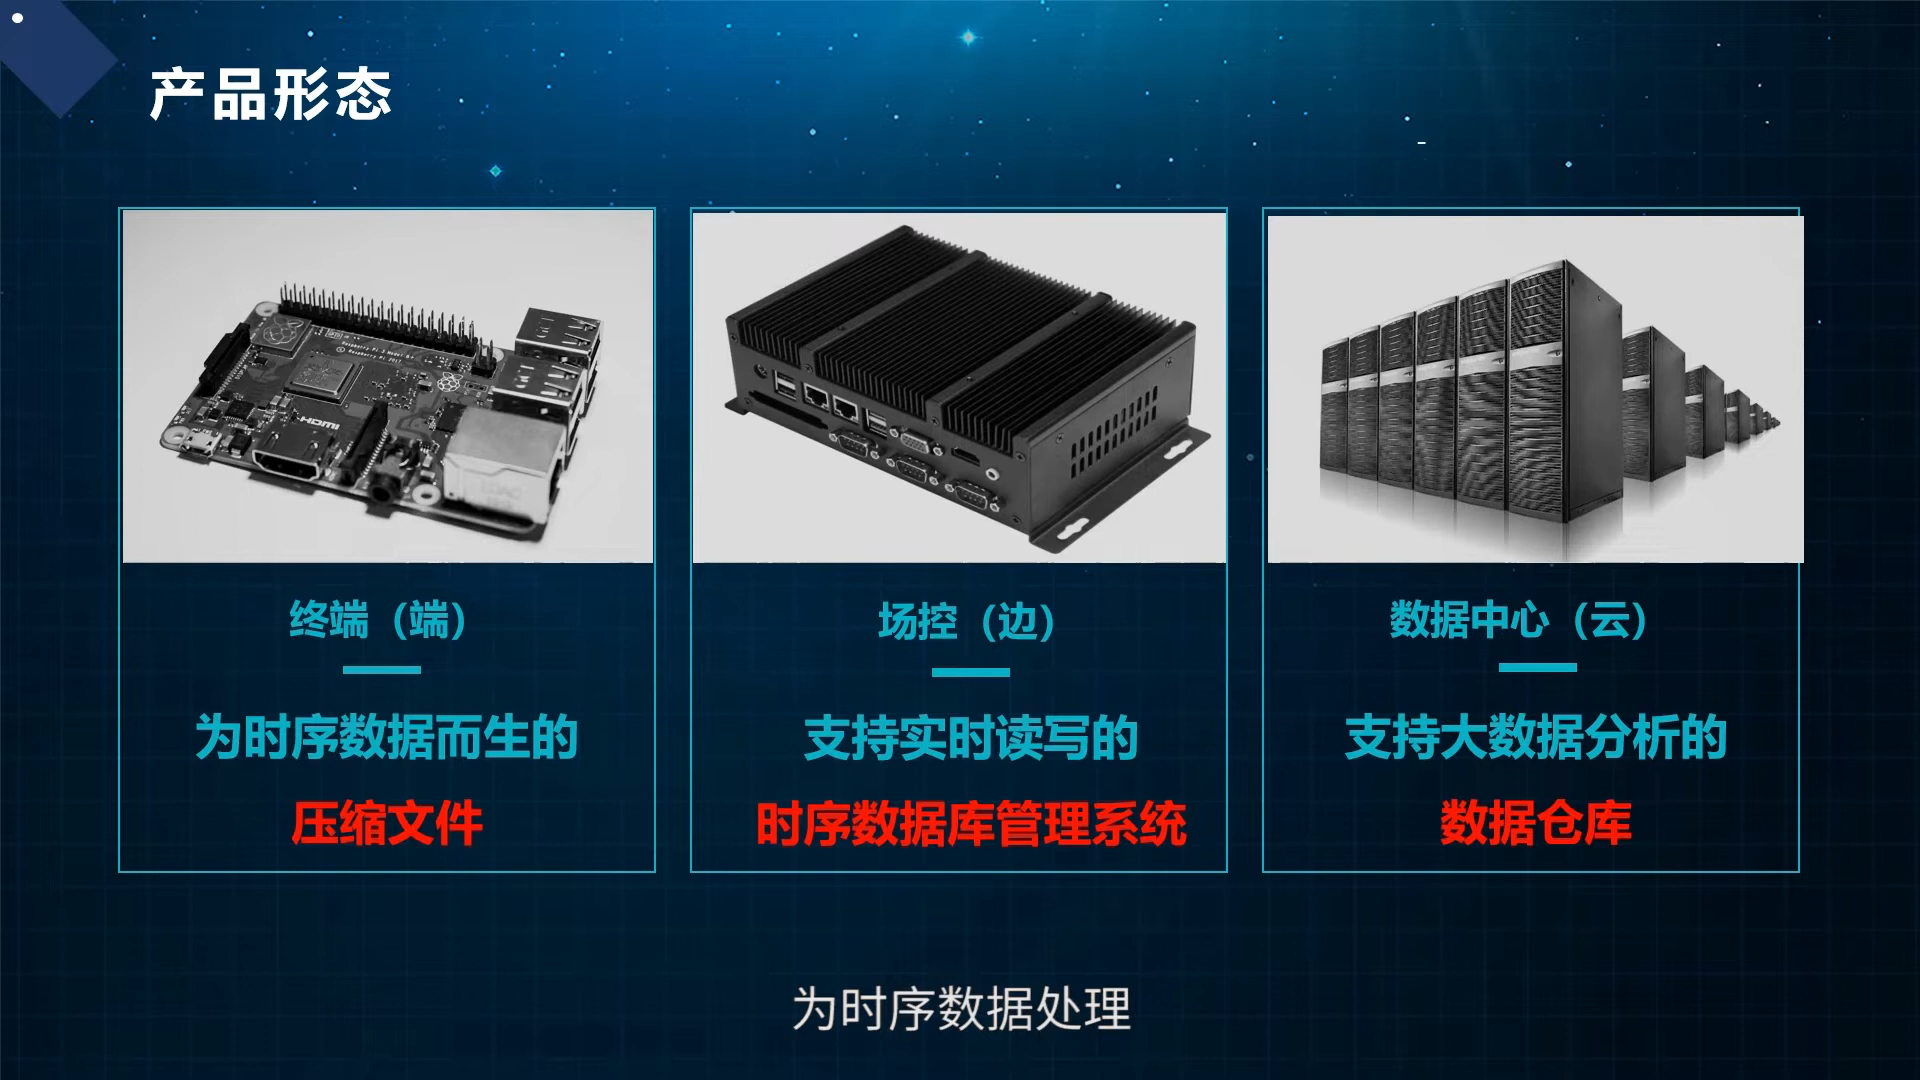 产品形态
HDMI
终端（端）
为时序数据而生的
压缩文件
场控（边）
支持实时读写的
时序数据库管理系统
数据中心（云）
支持大数据分析的
数据仓库
为时序数据处理